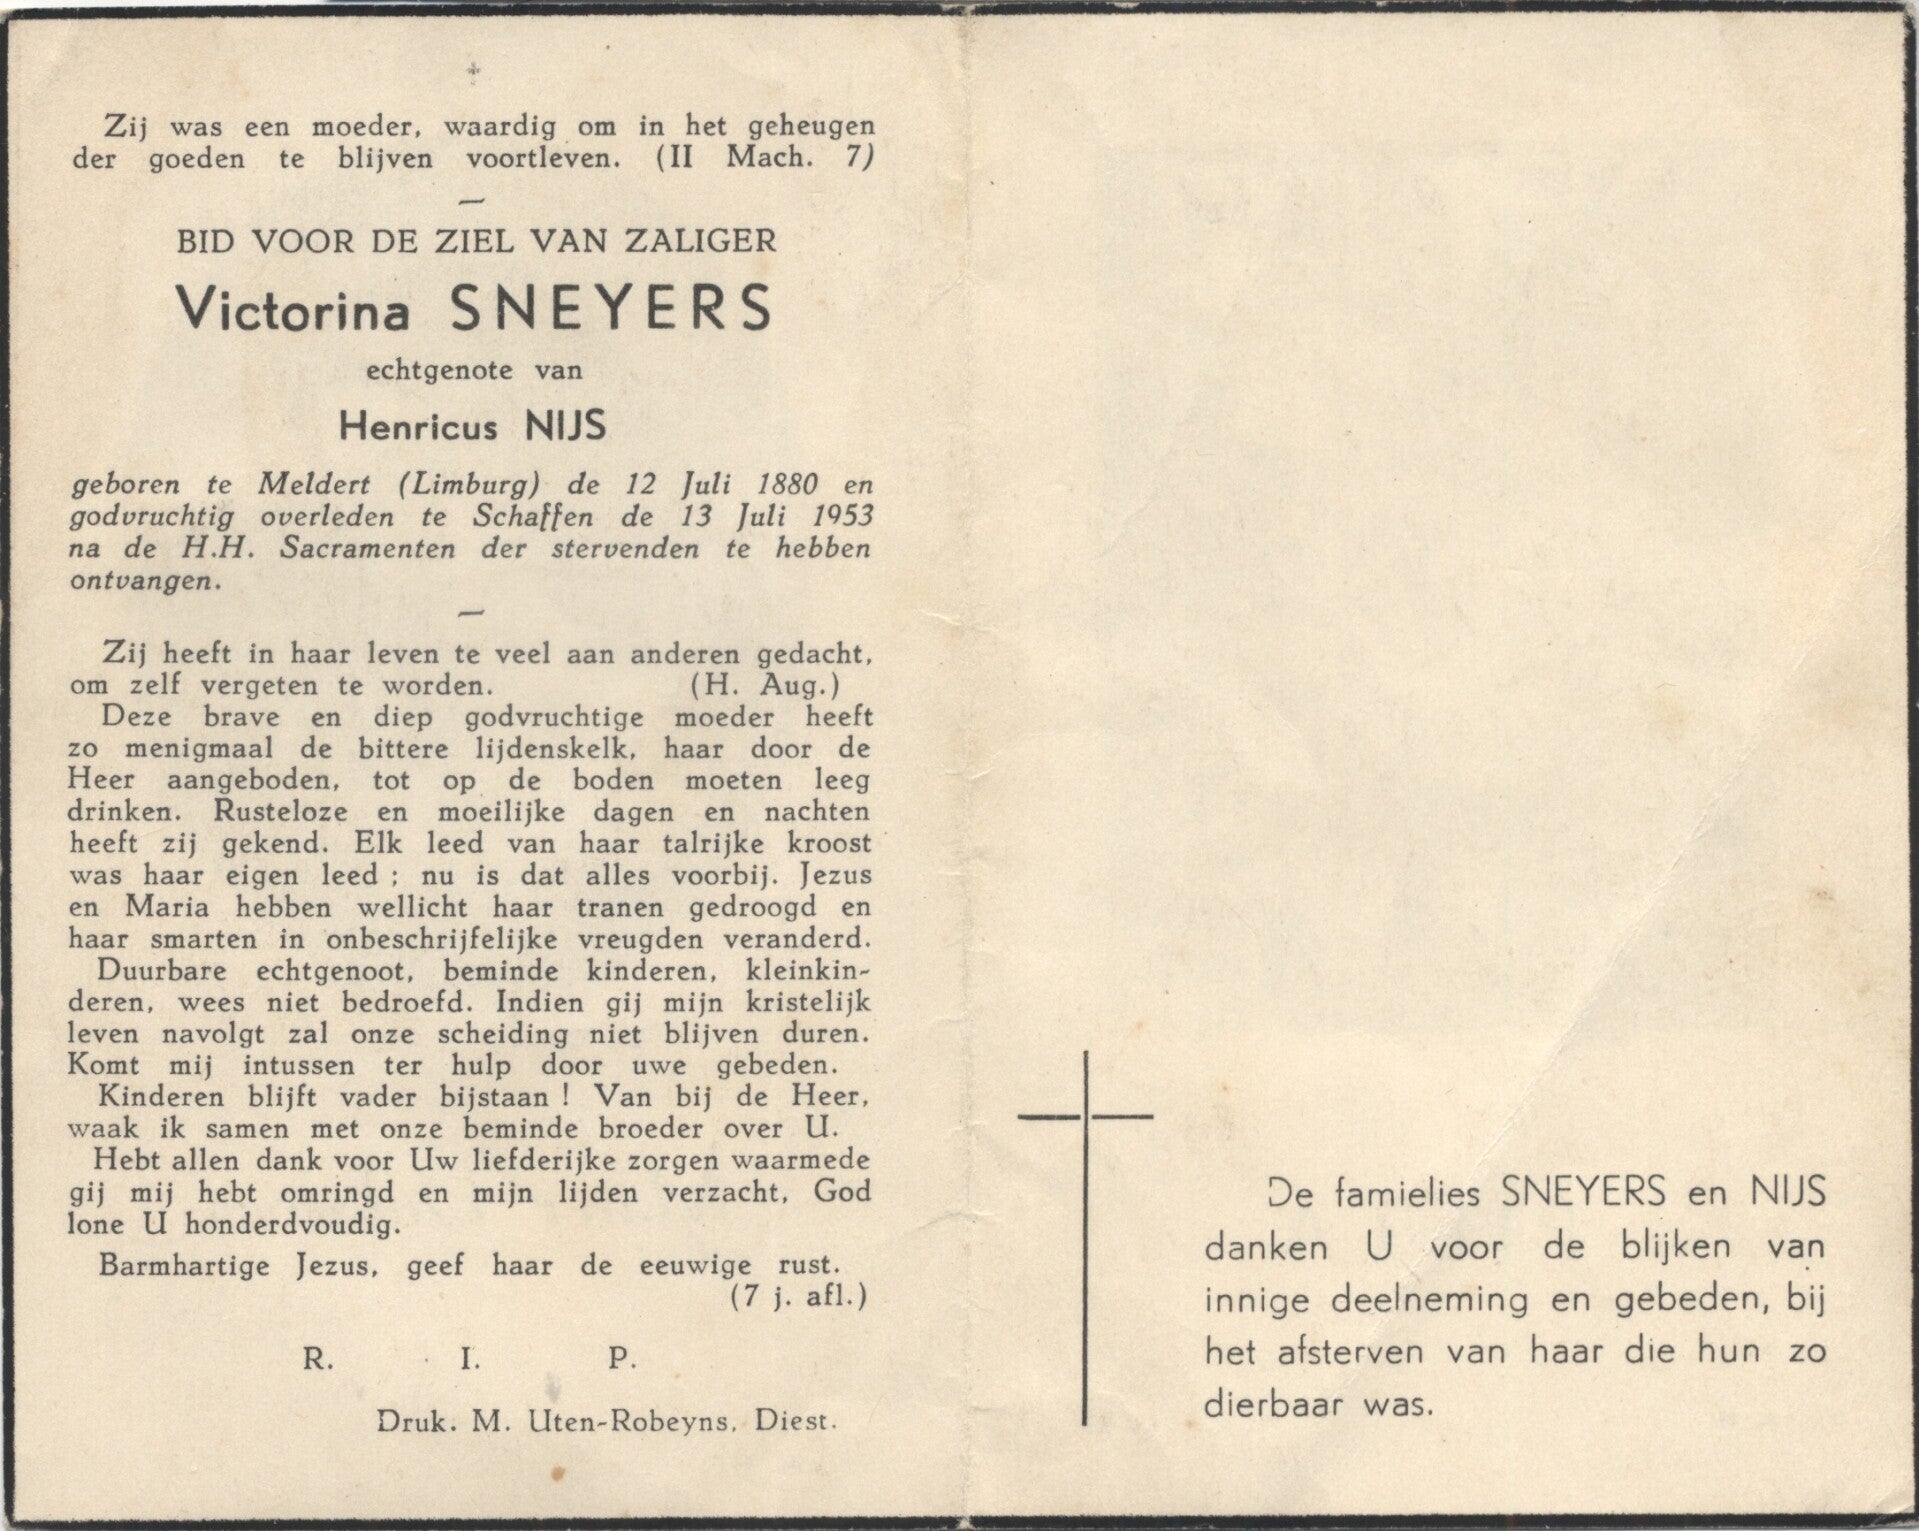 Zij was een moeder, waardig om in het geheugen
der goeden te blijven voortleven. (II Mach. 7)
BID VOOR DE ZIEL VAN ZALIGER
Victorina SNEYERS
echtgenote van
Henricus NIJS
geboren te Meldert (Limburg) de 12 Juli 1880 en
godvruchtig overleden te Schaffen de 13 Juli 1953
na de H.H. Sacramenten der stervenden te hebben
ontvangen.
Zij heeft in haar leven te veel aan anderen gedacht,
om zelf vergeten te worden. (H. Aug.)
Deze brave en diep godvruchtige moeder heeft
zo menigmaal de bittere lijdenskelk, haar door de
Heer aangeboden, tot op de boden moeten leeg
drinken. Rusteloze en moeilijke dagen en nachten
heeft zij gekend. Elk leed van haar talrijke kroost
was haar eigen leed ; nu is dat alles voorbij. Jezus
en Maria hebben wellicht haar tranen gedroogd en
haar smarten in onbeschrijfelijke vreugden veranderd.
Duurbare echtgenoot, beminde kinderen, kleinkin-
deren, wees niet bedroefd. Indien gij mijn kristelijk
leven navolgt zal onze scheiding niet blijven duren.
Komt mij intussen ter hulp door uwe gebeden.
Kinderen blijft vader bijstaan ! Van bij de Heer,
waak ik samen met onze beminde broeder over U.
Hebt allen dank voor Uw liefderijke zorgen waarmede
gij mij hebt omringd en mijn lijden verzacht, God
lone U honderdvoudig.
Barmhartige Jezus, geef haar de eeuwige rust.
(7 j. afl.)
R. I. P.
Druk. M. Uten-Robeyns, Diest.
De famielies SNEYERS en NIJS
danken U voor de blijken van
innige deelneming en gebeden, bij
het afsterven van haar die hun zo
dierbaar was.